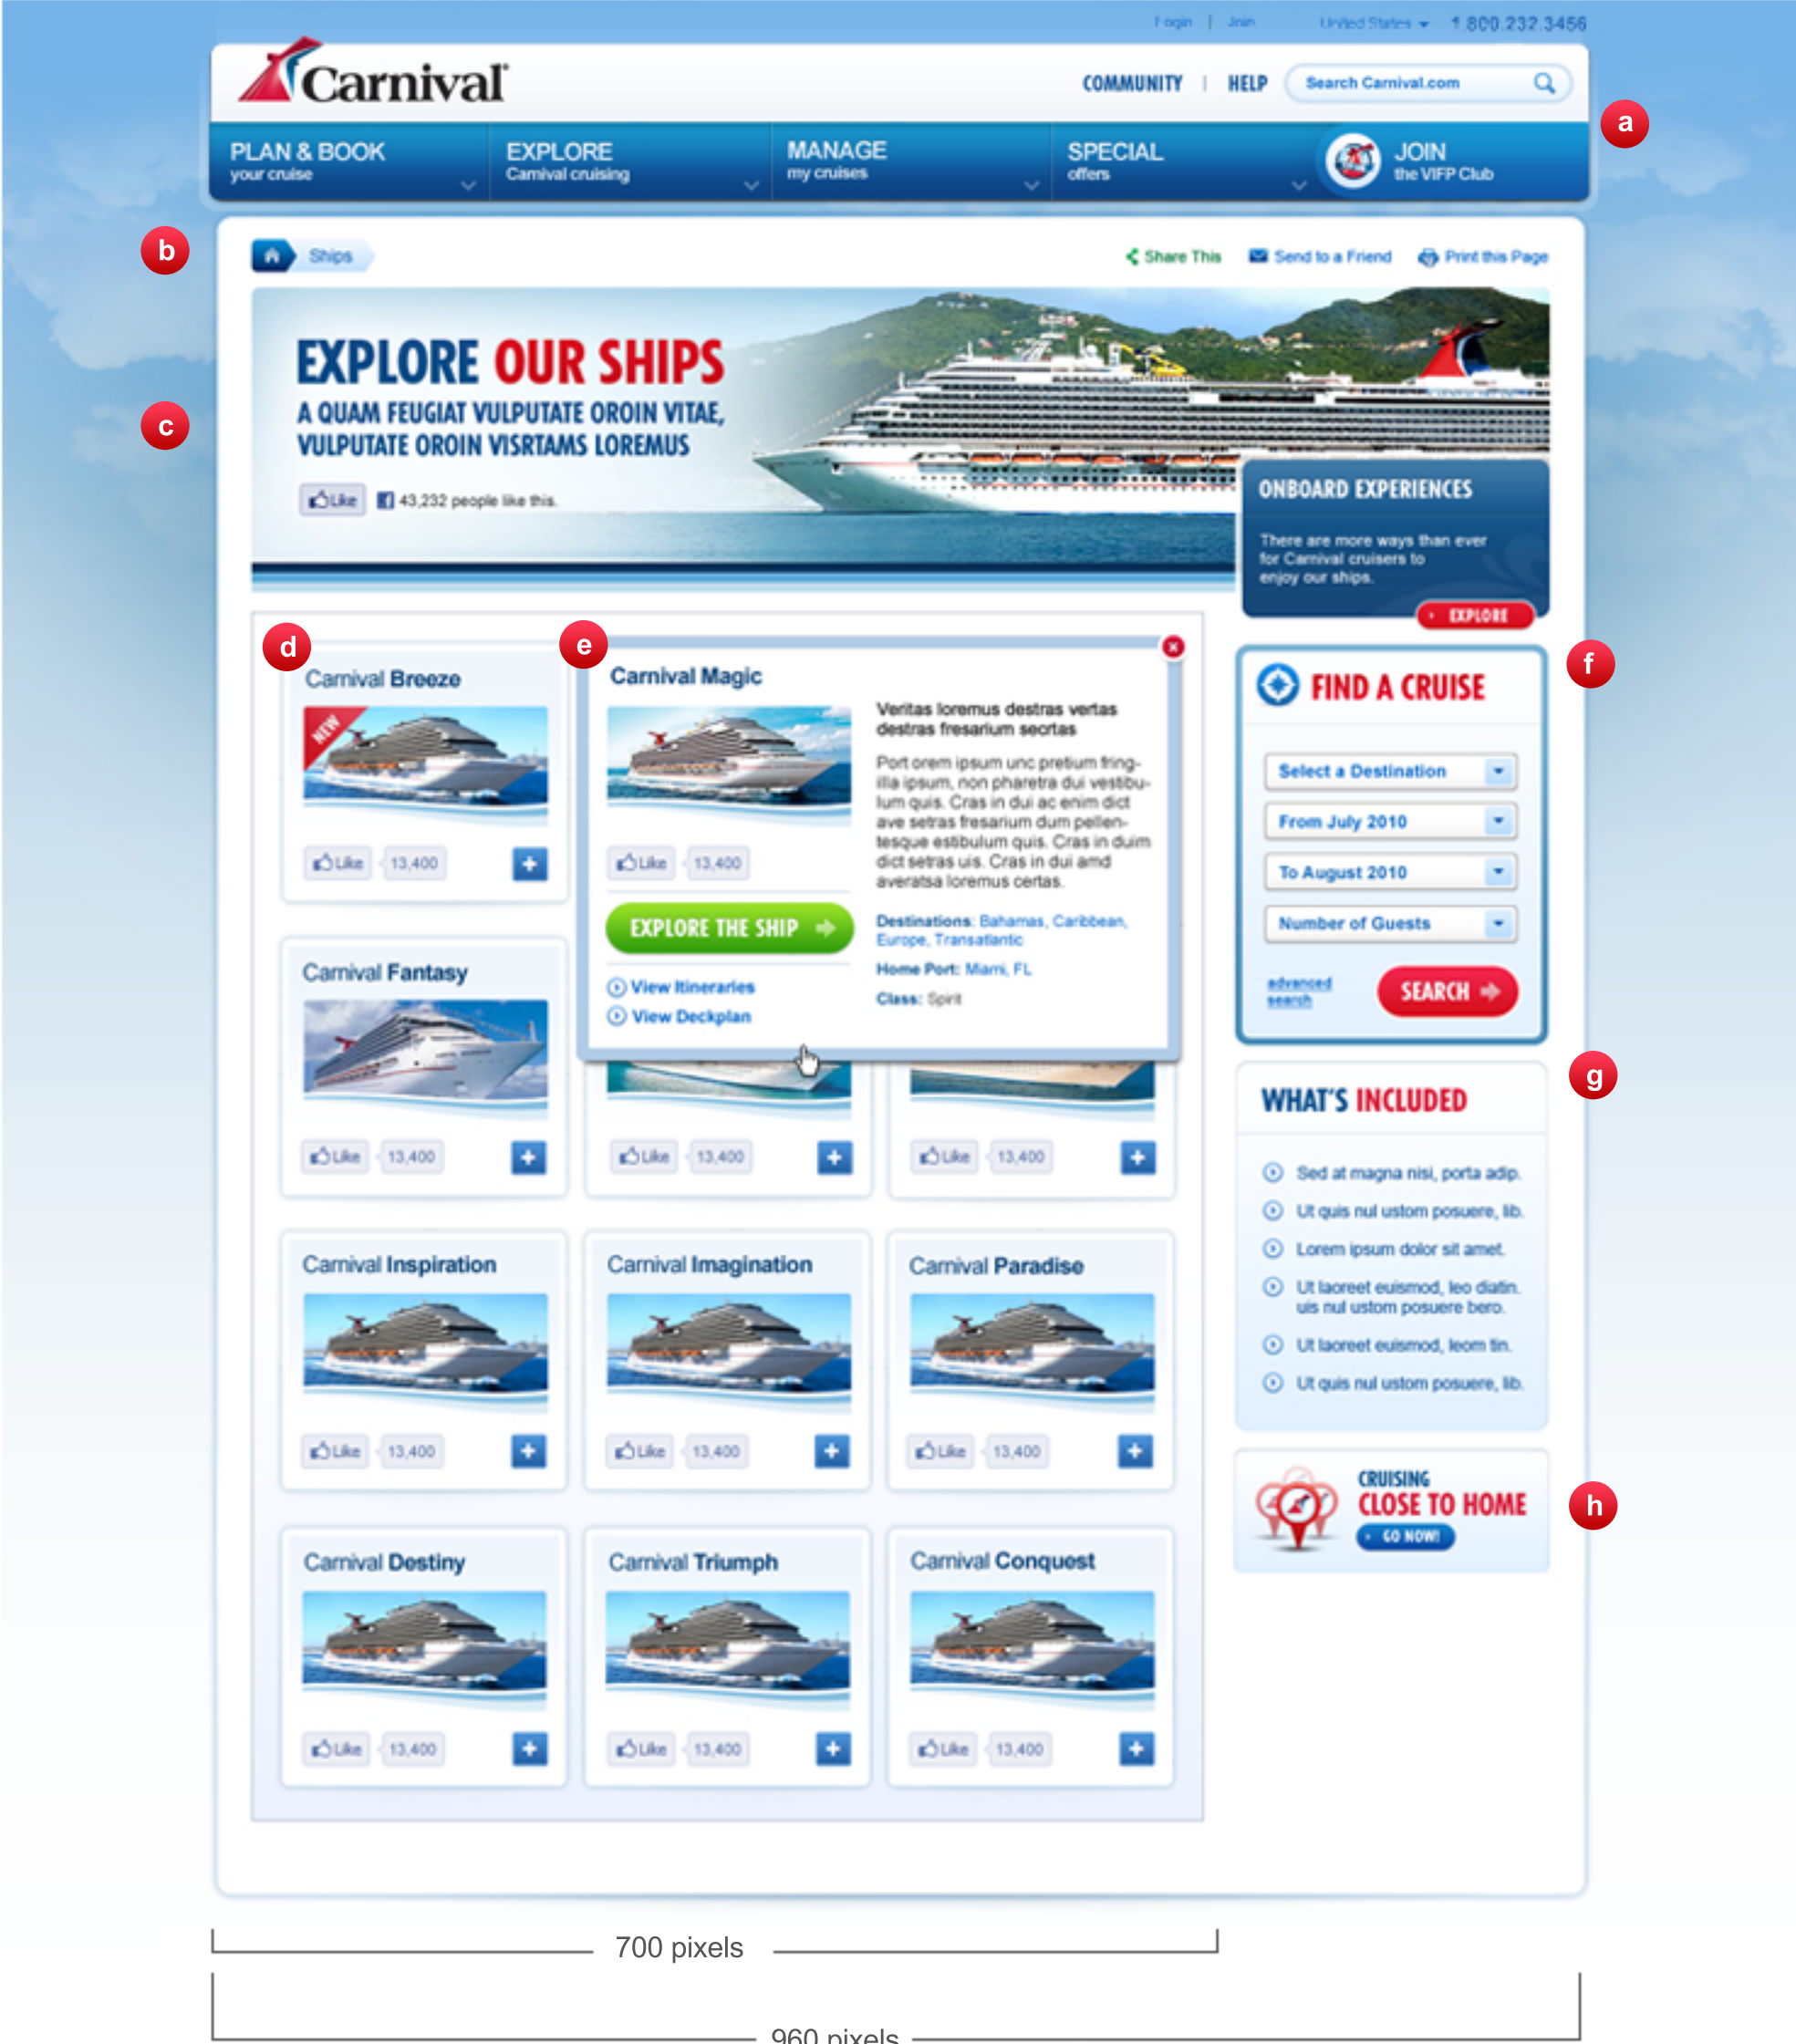 Login | Join United States 1.800.232.3456
Carnival
COMMUNITY | HELP Search Carnival.com
a
PLAN & BOOK
your cruise
EXPLORE
Carnival cruising
MANAGE
my cruises
SPECIAL
offers
JOIN
the VIFP Club
b
Ships
Share This Send to a Friend Print this Page
EXPLORE OUR SHIPS
A QUAM FEUGIAT VULPUTATE OROIN VITAE,
VULPUTATE OROIN VISRTAMS LOREMUS
c
Like 43,232 people like this.
ONBOARD EXPERIENCES
There are more ways than ever
for Carnival cruisers to
enjoy our ships.
EXPLORE
d
Carnival Breeze
NEW
Like 13,400
e
Carnival Magic
Like 13,400
EXPLORE THE SHIP
View Itineraries
View Deckplan
Veritas loremus destras vertas
destras fresarium secrtas
Port orem ipsum unc pretium fring-
illa ipsum, non pharetra dui vestibu-
lum quis. Cras in dui ac enim dict
ave setras fresarium dum pellen-
tesque estibulum quis. Cras in duim
dict setras uis. Cras in dui amd
averatsa loremus certas.
Destinations: Bahamas, Caribbean,
Europe, Transatlantic
Home Port: Miami, FL
Class: Spirit
Carnival Fantasy
Like 13,400
Like 13,400
Like 13,400
Carnival Inspiration
Like 13,400
Carnival Imagination
Like 13,400
Carnival Paradise
Like 13,400
Carnival Destiny
Like 13,400
Carnival Triumph
Like 13,400
Carnival Conquest
Like 13,400
f
FIND A CRUISE
Select a Destination
From July 2010
To August 2010
Number of Guests
advanced
search
SEARCH
g
WHAT'S INCLUDED
Sed at magna nisi, porta adip.
Ut quis nul ustom posuere, lib.
Lorem ipsum dolor sit amet.
Ut laoreet euismod, leo diatin.
uis nul ustom posuere bero.
Ut laoreet euismod, leom tin.
Ut quis nul ustom posuere, lib.
h
CRUISING
CLOSE TO HOME
GO NOW!
700 pixels
960 pixels